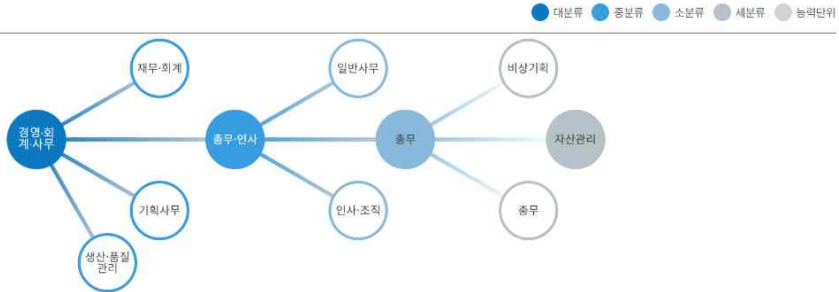 대분류 중분류 소분류 세분류 능력단위
재무·회계
일반사무
비상기획
경영·회
계·사무
총무·인사
총무
자산관리
기획사무
인사·조직
총무
생산·품질
관리